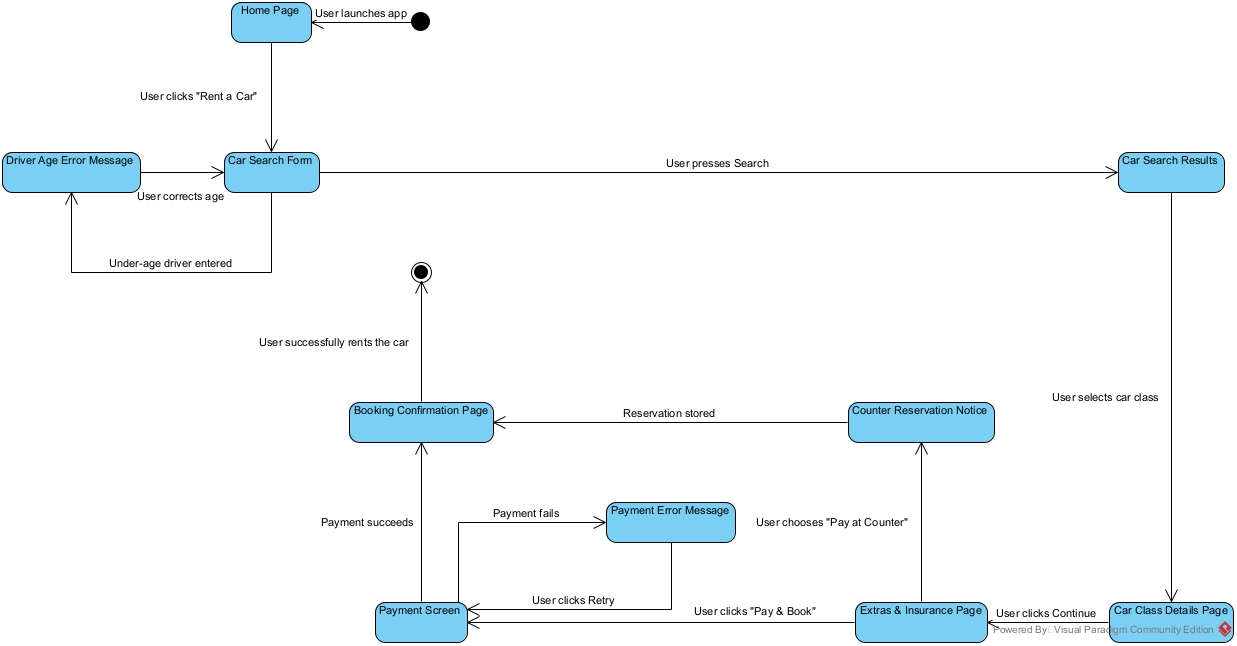 Home Page
User launches app
User clicks "Rent a Car"
Driver Age Error Message
User corrects age
Car Search Form
User presses Search
Car Search Results
Under-age driver entered
User successfully rents the car
User selects car class
Booking Confirmation Page
Reservation stored
Counter Reservation Notice
Payment succeeds
Payment fails
Payment Error Message
User chooses "Pay at Counter"
User clicks Retry
Payment Screen
User clicks "Pay & Book"
Extras & Insurance Page
User clicks Continue
Car Class Details Page
Powered By Visual Paradigm Community Edition